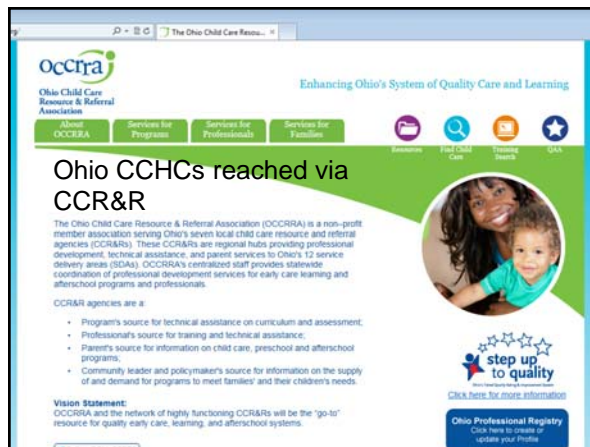 The Ohio Child Care Resou...
occrra
Ohio Child Care
Resource & Referral
Association
Enhancing Ohio's System of Quality Care and Learning
About
OCCRRA
Services for
Programs
Services for
Professionals
Services for
Families
Resources
Find Child
Care
Training
Search
QAA
Ohio CCHCs reached via
CCR&R
The Ohio Child Care Resource & Referral Association (OCCRRA) is a non–profit
member association serving Ohio's seven local child care resource and referral
agencies (CCR&Rs). These CCR&Rs are regional hubs providing professional
development, technical assistance, and parent services to Ohio's 12 service
delivery areas (SDAs). OCCRRA's centralized staff provides statewide
coordination of professional development services for early care learning and
afterschool programs and professionals.
CCR&R agencies are a:
• Program's source for technical assistance on curriculum and assessment;
• Professional's source for training and technical assistance;
• Parent's source for information on child care, preschool and afterschool
programs;
• Community leader and policymaker's source for information on the supply
of and demand for programs to meet families' and their children's needs.
Vision Statement:
OCCRRA and the network of highly functioning CCR&Rs will be the "go-to"
resource for quality early care, learning, and afterschool systems.
step up
to quality
Click here for more information
Ohio Professional Registry
Click here to create or
update your Profile